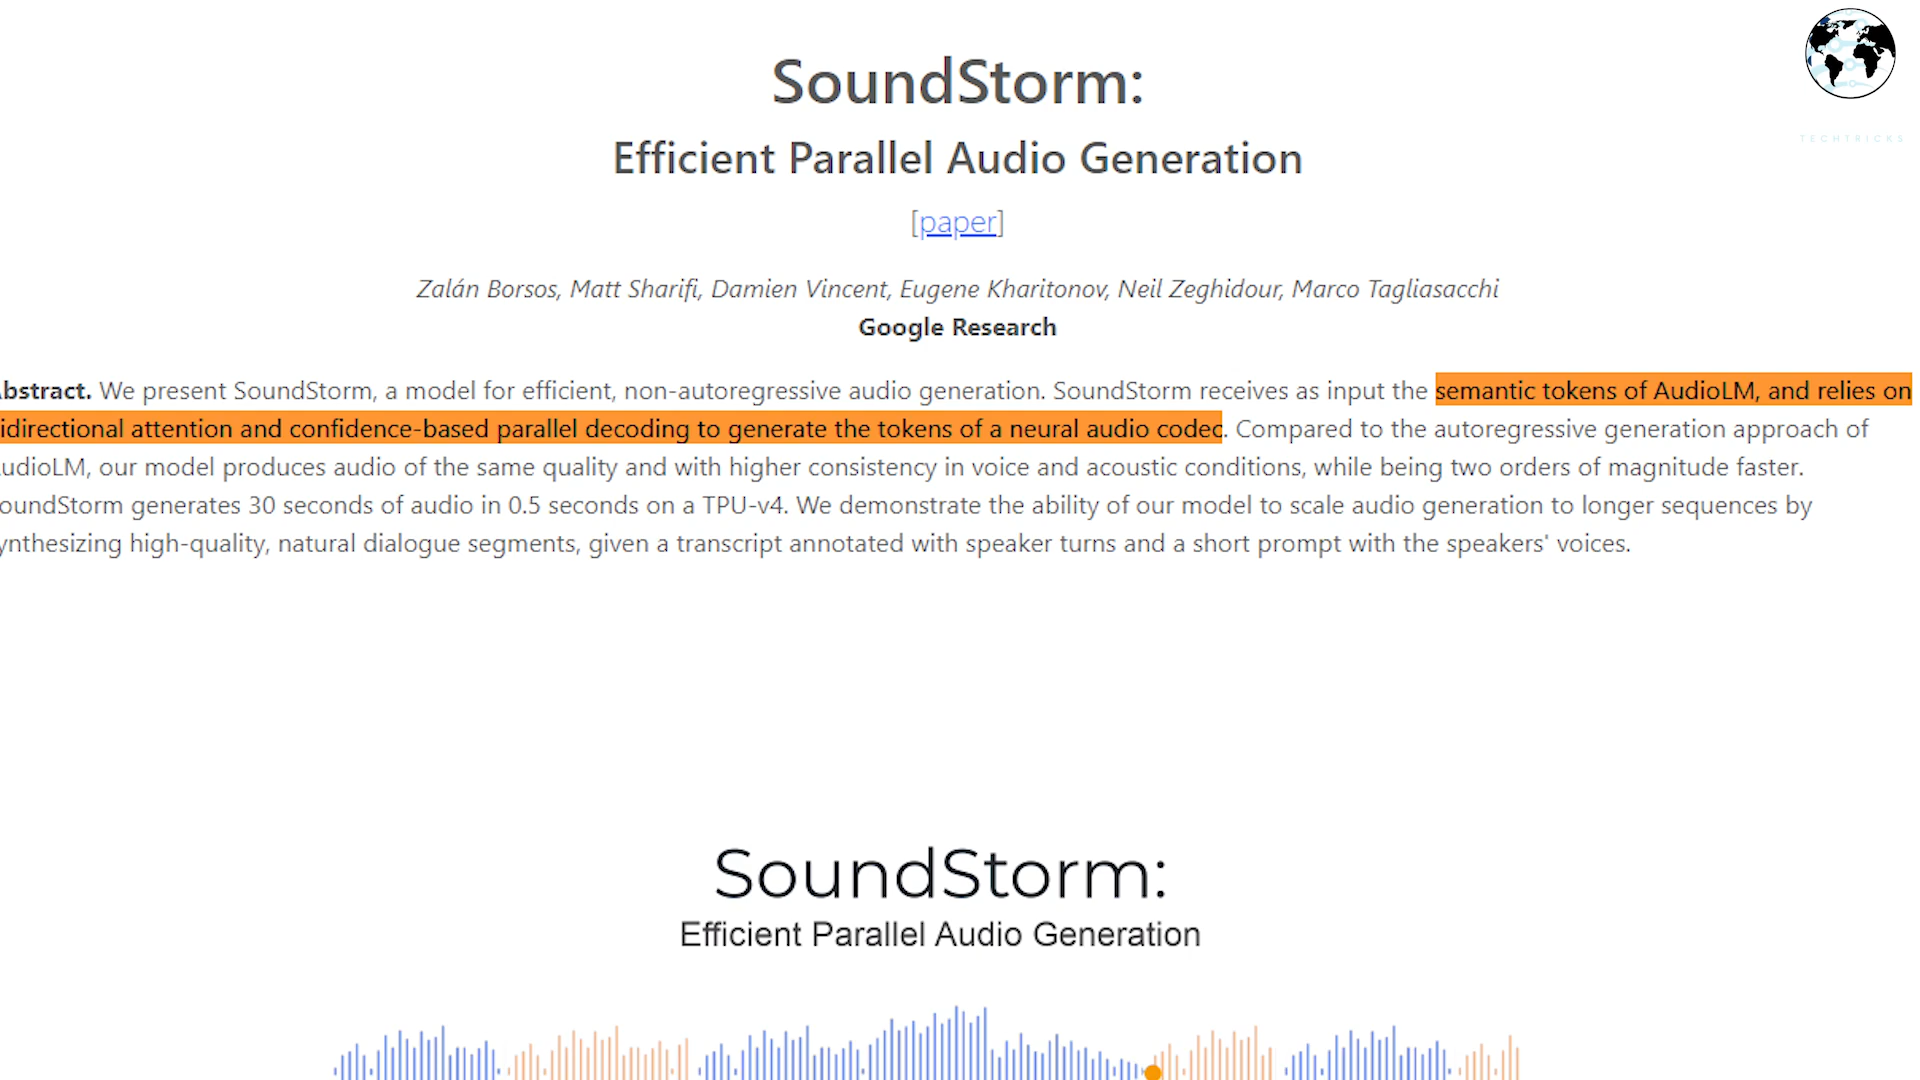 SoundStorm:
TECHTRICKS
Efficient Parallel Audio Generation
[paper]
Zalán Borsos, Matt Sharifi, Damien Vincent, Eugene Kharitonov, Neil Zeghidour, Marco Tagliasacchi
Google Research
bstract. We present SoundStorm, a model for efficient, non-autoregressive audio generation. SoundStorm receives as input the semantic tokens of AudioLM, and relies on
idirectional attention and confidence-based parallel decoding to generate the tokens of a neural audio codec. Compared to the autoregressive generation approach of
udioLM, our model produces audio of the same quality and with higher consistency in voice and acoustic conditions, while being two orders of magnitude faster.
oundStorm generates 30 seconds of audio in 0.5 seconds on a TPU-v4. We demonstrate the ability of our model to scale audio generation to longer sequences by
ynthesizing high-quality, natural dialogue segments, given a transcript annotated with speaker turns and a short prompt with the speakers' voices.
SoundStorm:
Efficient Parallel Audio Generation